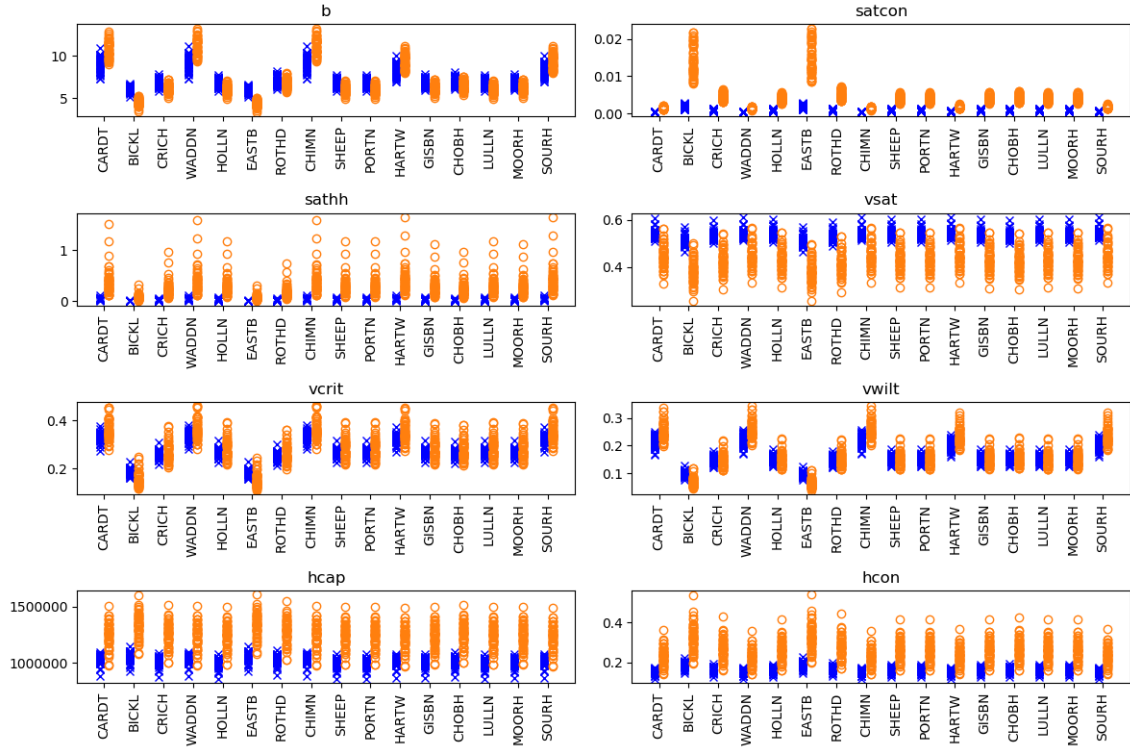 b
10
5
CARDT BICKL CRICH WADDN HOLLN EASTB ROTHD CHIMN SHEEP PORTN HARTW GISBN CHOBH LULLN MOORH SOURH
satcon
0.02
0.01
0.00
CARDT BICKL CRICH WADDN HOLLN EASTB ROTHD CHIMN SHEEP PORTN HARTW GISBN CHOBH LULLN MOORH SOURH
sathh
1
0
CARDT BICKL CRICH WADDN HOLLN EASTB ROTHD CHIMN SHEEP PORTN HARTW GISBN CHOBH LULLN MOORH SOURH
vsat
0.6
0.4
CARDT BICKL CRICH WADDN HOLLN EASTB ROTHD CHIMN SHEEP PORTN HARTW GISBN CHOBH LULLN MOORH SOURH
vcrit
0.4
0.2
CARDT BICKL CRICH WADDN HOLLN EASTB ROTHD CHIMN SHEEP PORTN HARTW GISBN CHOBH LULLN MOORH SOURH
vwilt
0.3
0.2
0.1
CARDT BICKL CRICH WADDN HOLLN EASTB ROTHD CHIMN SHEEP PORTN HARTW GISBN CHOBH LULLN MOORH SOURH
hcap
1500000
1000000
CARDT BICKL CRICH WADDN HOLLN EASTB ROTHD CHIMN SHEEP PORTN HARTW GISBN CHOBH LULLN MOORH SOURH
hcon
0.4
0.2
CARDT BICKL CRICH WADDN HOLLN EASTB ROTHD CHIMN SHEEP PORTN HARTW GISBN CHOBH LULLN MOORH SOURH